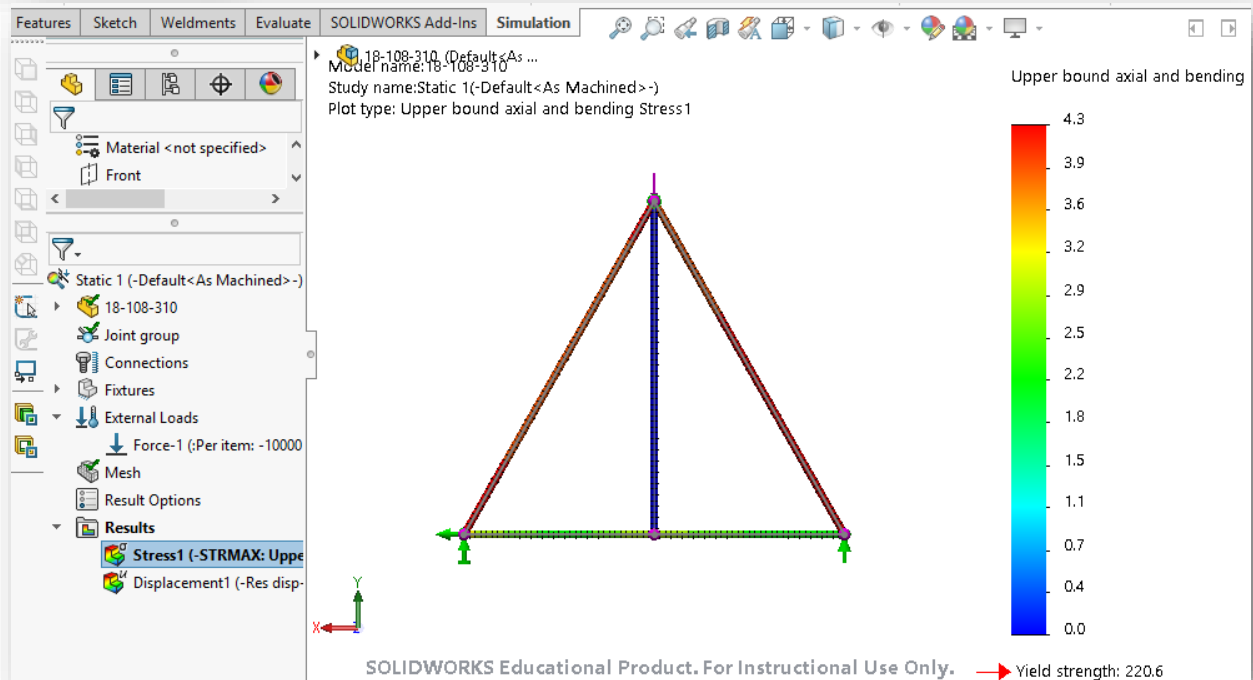 Features Sketch Weldments Evaluate SOLIDWORKS Add-Ins Simulation
18-108-310 (Default<As ...
Model name:18-108-310
Study name:Static 1(-Default<As Machined>-)
Plot type: Upper bound axial and bending Stress1
Material <not specified>
Front
Static 1 (-Default<As Machined>-)
18-108-310
Joint group
Connections
Fixtures
External Loads
Force-1 (:Per item: -10000
Mesh
Result Options
Results
Stress1 (-STRMAX: Uppe
Displacement1 (-Res disp-
Y
X
Z
Upper bound axial and bending
4.3
3.9
3.6
3.2
2.9
2.5
2.2
1.8
1.5
1.1
0.7
0.4
0.0
Yield strength: 220.6
SOLIDWORKS Educational Product. For Instructional Use Only.